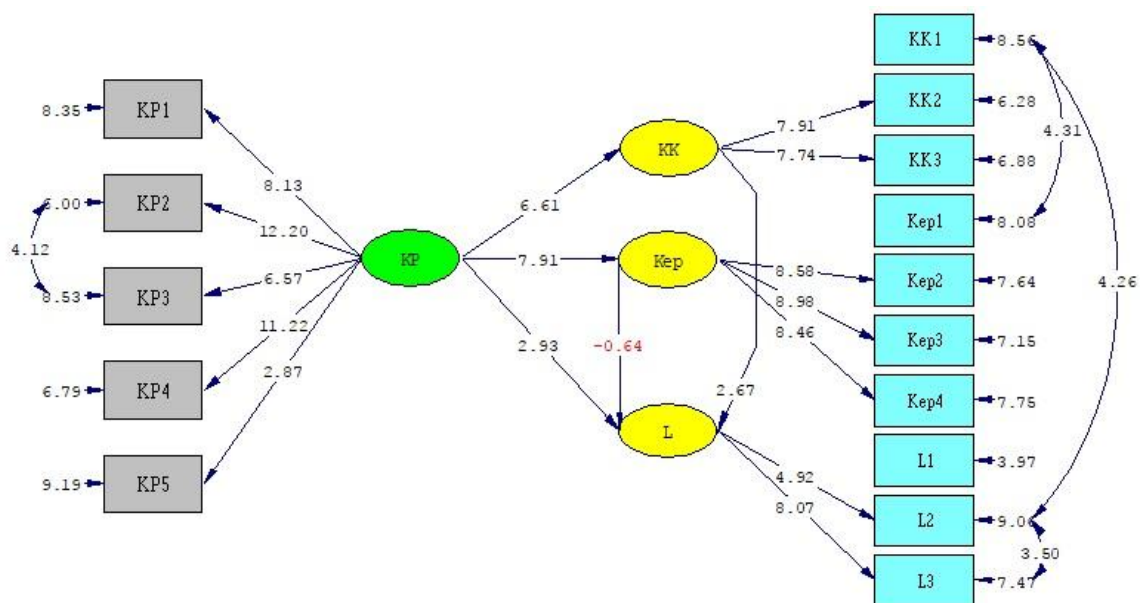 KK1
8.56
8.35
KP1
KK2
6.28
7.91
4.31
KK
7.74
KK3
6.88
8.13
6.00
KP2
6.61
Kep1
8.08
12.20
4.12
KP
7.91
Kep
8.58
Kep2
7.64
6.57
8.98
4.26
8.53
KP3
8.46
11.22
2.93
-0.64
Kep3
7.15
2.87
2.67
6.79
KP4
Kep4
7.75
L
L1
3.97
4.92
9.19
KP5
8.07
L2
9.06
3.50
L3
7.47